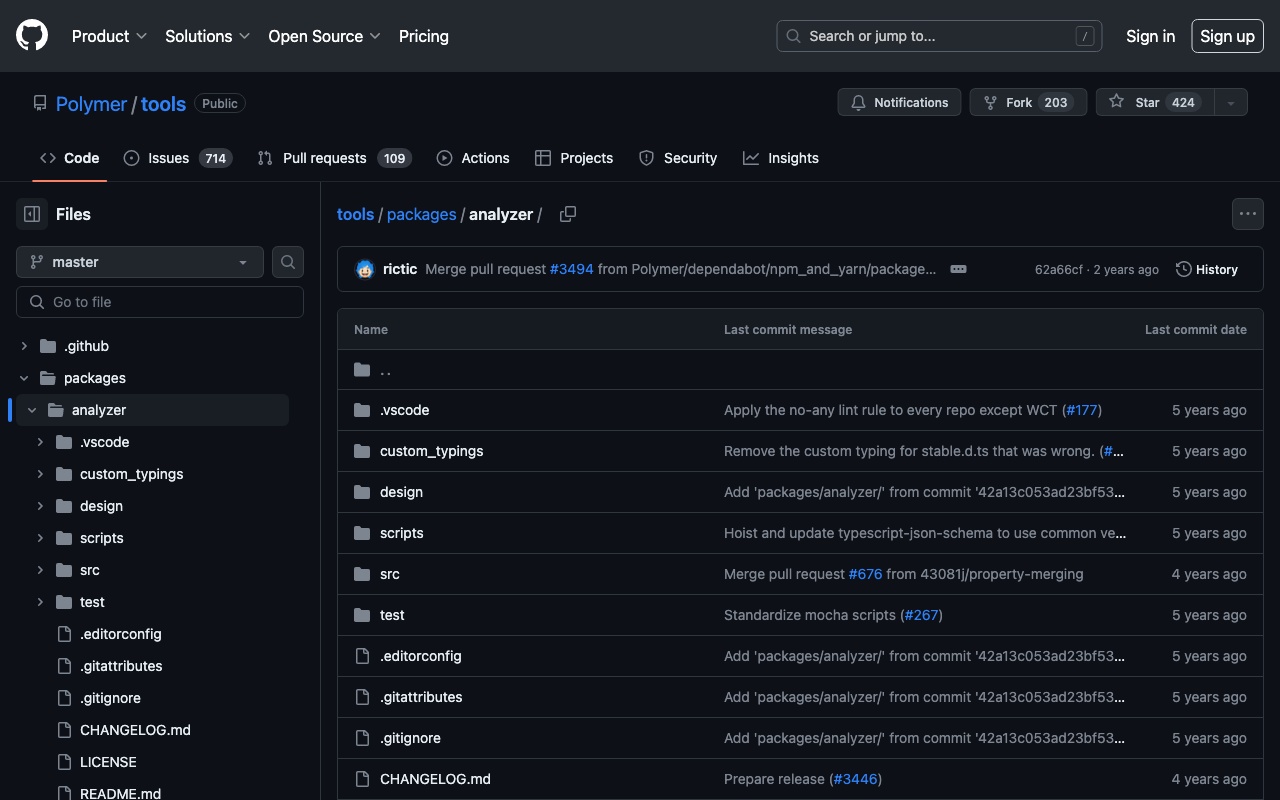 Product Solutions Open Source Pricing Search or jump to... / Sign in Sign up
Polymer / tools Public Notifications Fork 203 Star 424
Code Issues 714 Pull requests 109 Actions Projects Security Insights
Files
master
Go to file
.github
packages
analyzer
.vscode
custom_typings
design
scripts
src
test
.editorconfig
.gitattributes
.gitignore
CHANGELOG.md
LICENSE
README.md
tools / packages / analyzer /
rictic Merge pull request #3494 from Polymer/dependabot/npm_and_yarn/package... 62a66cf · 2 years ago History
Name Last commit message Last commit date
..
.vscode Apply the no-any lint rule to every repo except WCT (#177) 5 years ago
custom_typings Remove the custom typing for stable.d.ts that was wrong. (#... 5 years ago
design Add 'packages/analyzer/' from commit '42a13c053ad23bf53... 5 years ago
scripts Hoist and update typescript-json-schema to use common ve... 5 years ago
src Merge pull request #676 from 43081j/property-merging 4 years ago
test Standardize mocha scripts (#267) 5 years ago
.editorconfig Add 'packages/analyzer/' from commit '42a13c053ad23bf53... 5 years ago
.gitattributes Add 'packages/analyzer/' from commit '42a13c053ad23bf53... 5 years ago
.gitignore Add 'packages/analyzer/' from commit '42a13c053ad23bf53... 5 years ago
CHANGELOG.md Prepare release (#3446) 4 years ago